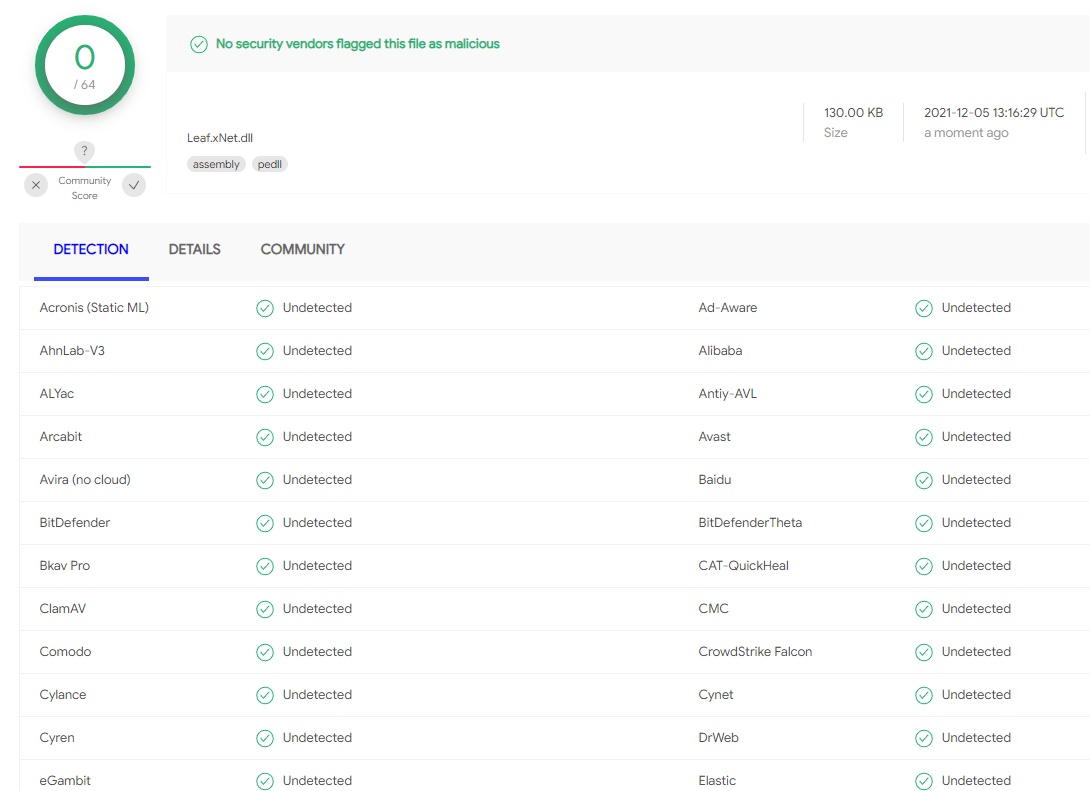 0
/ 64
?
Community
Score
No security vendors flagged this file as malicious
Leaf.xNet.dll
assembly pedll
130.00 KB
Size
2021-12-05 13:16:29 UTC
a moment ago
DETECTION DETAILS COMMUNITY
Acronis (Static ML) Undetected Ad-Aware Undetected
AhnLab-V3 Undetected Alibaba Undetected
ALYac Undetected Antiy-AVL Undetected
Arcabit Undetected Avast Undetected
Avira (no cloud) Undetected Baidu Undetected
BitDefender Undetected BitDefenderTheta Undetected
Bkav Pro Undetected CAT-QuickHeal Undetected
ClamAV Undetected CMC Undetected
Comodo Undetected CrowdStrike Falcon Undetected
Cylance Undetected Cynet Undetected
Cyren Undetected DrWeb Undetected
eGambit Undetected Elastic Undetected